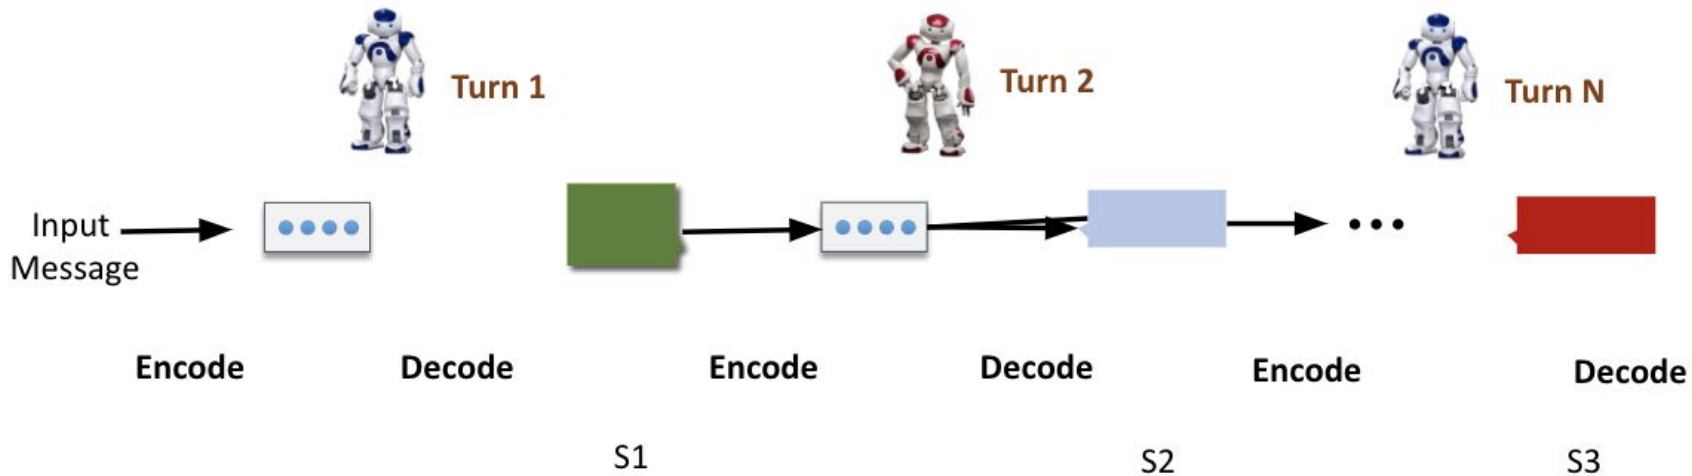 Turn 1
Turn 2
Turn N
Input
Message
Encode
Decode
Encode
Decode
Encode
Decode
S1
S2
S3